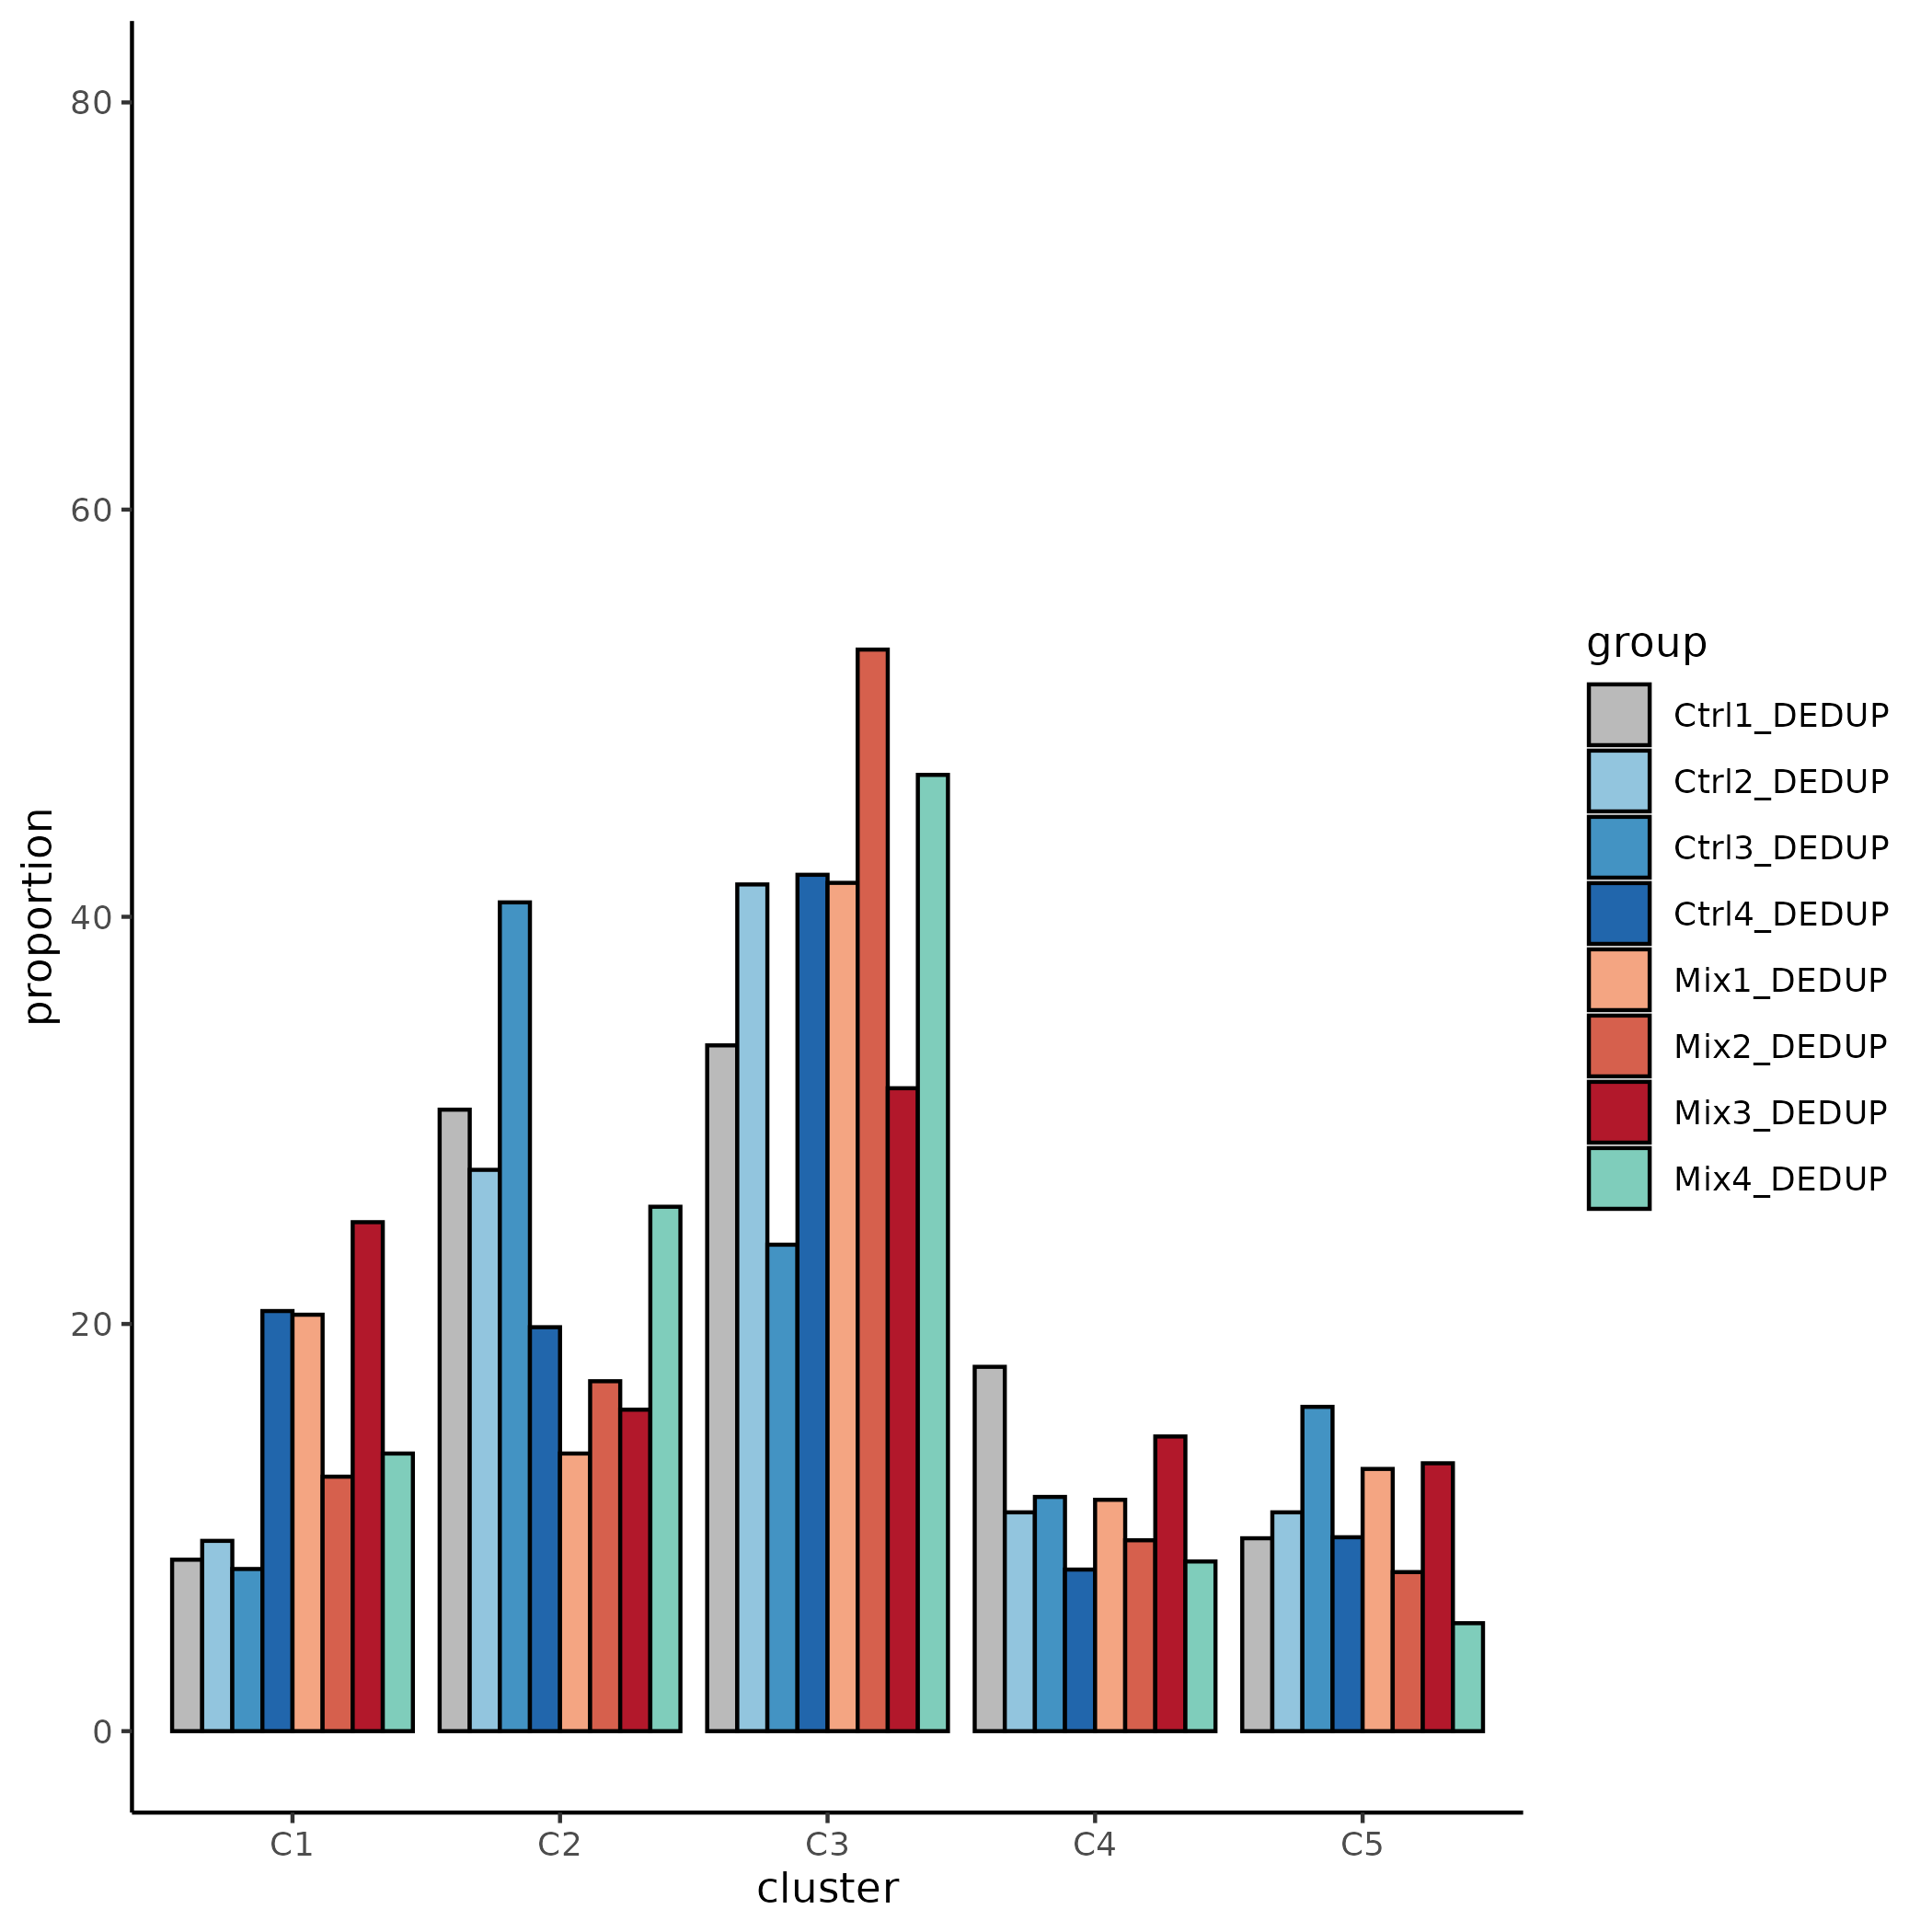 80
60
40
20
0
proportion
C1
C2
C3
C4
C5
cluster
group
Ctrl1_DEDUP
Ctrl2_DEDUP
Ctrl3_DEDUP
Ctrl4_DEDUP
Mix1_DEDUP
Mix2_DEDUP
Mix3_DEDUP
Mix4_DEDUP